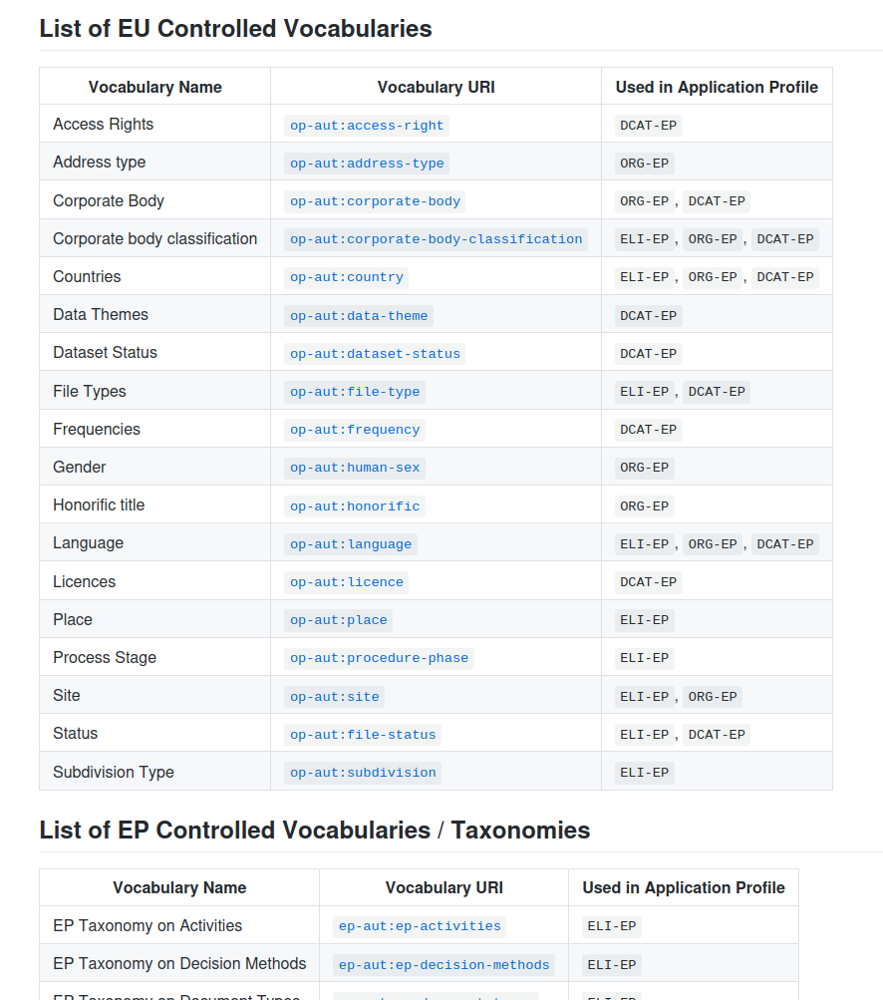 List of EU Controlled Vocabularies
Vocabulary Name Vocabulary URI Used in Application Profile
Access Rights op-aut:access-right DCAT-EP
Address type op-aut:address-type ORG-EP
Corporate Body op-aut:corporate-body ORG-EP, DCAT-EP
Corporate body classification op-aut:corporate-body-classification ELI-EP, ORG-EP, DCAT-EP
Countries op-aut:country ELI-EP, ORG-EP, DCAT-EP
Data Themes op-aut:data-theme DCAT-EP
Dataset Status op-aut:dataset-status DCAT-EP
File Types op-aut:file-type ELI-EP, DCAT-EP
Frequencies op-aut:frequency DCAT-EP
Gender op-aut:human-sex ORG-EP
Honorific title op-aut:honorific ORG-EP
Language op-aut:language ELI-EP, ORG-EP, DCAT-EP
Licences op-aut:licence DCAT-EP
Place op-aut:place ELI-EP
Process Stage op-aut:procedure-phase ELI-EP
Site op-aut:site ELI-EP, ORG-EP
Status op-aut:file-status ELI-EP, DCAT-EP
Subdivision Type op-aut:subdivision ELI-EP
List of EP Controlled Vocabularies / Taxonomies
Vocabulary Name Vocabulary URI Used in Application Profile
EP Taxonomy on Activities ep-aut:ep-activities ELI-EP
EP Taxonomy on Decision Methods ep-aut:ep-decision-methods ELI-EP
EP Taxonomy on Document Types ELI-EP